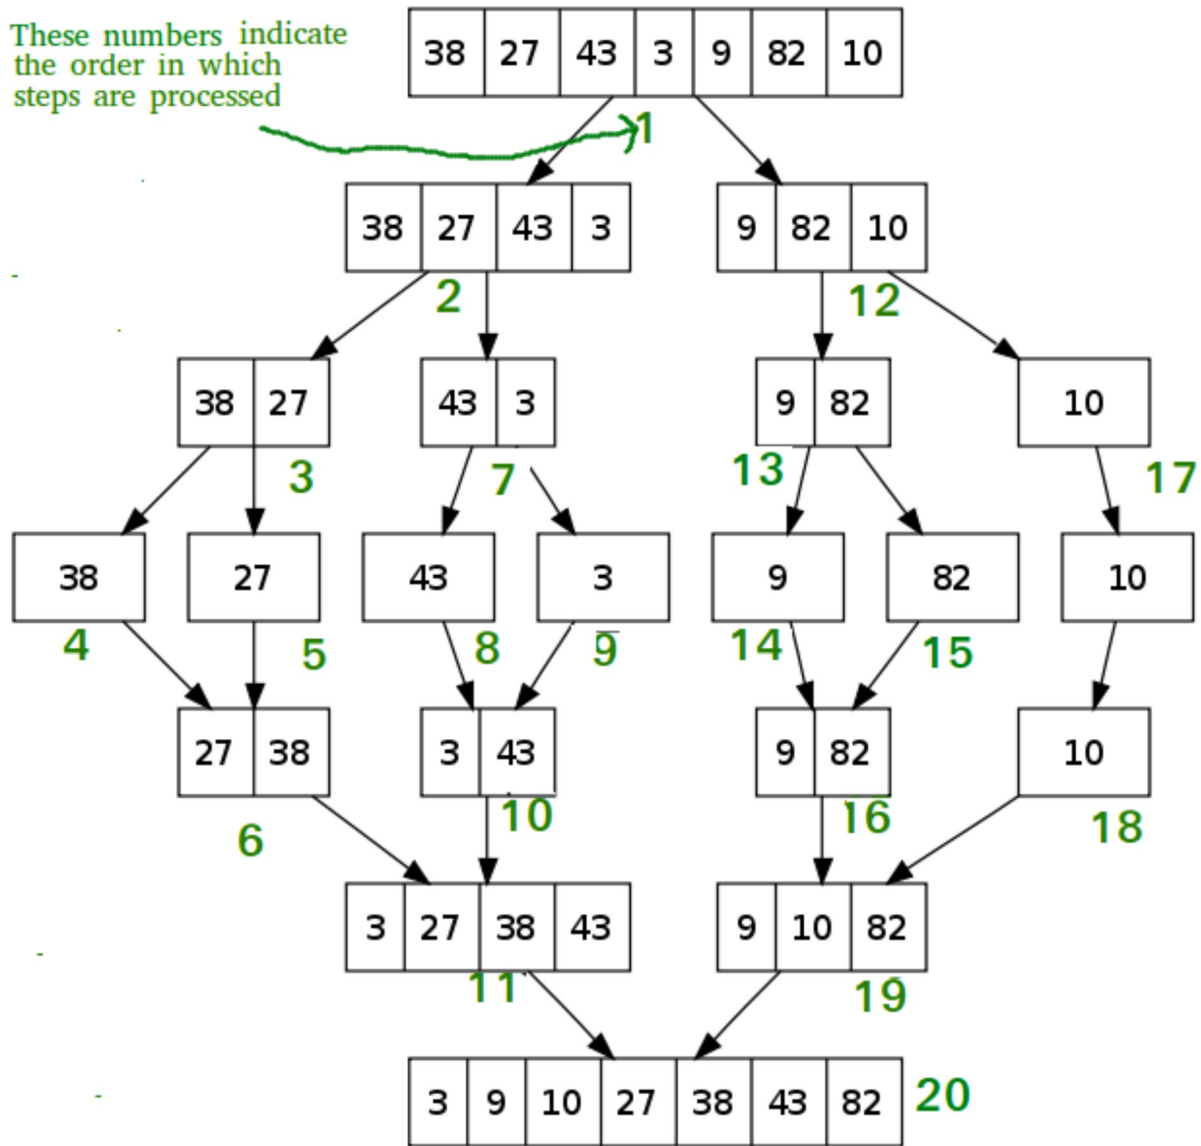 These numbers indicate
the order in which
steps are processed
38 27 43 3 9 82 10
1
38 27 43 3 9 82 10
2 12
38 27 43 3 9 82 10
3 7 13 17
38 27 43 3 9 82 10
4 5 8 9 14 15
27 38 3 43 9 82 10
6 10 16 18
3 27 38 43 9 10 82
11 19
3 9 10 27 38 43 82 20